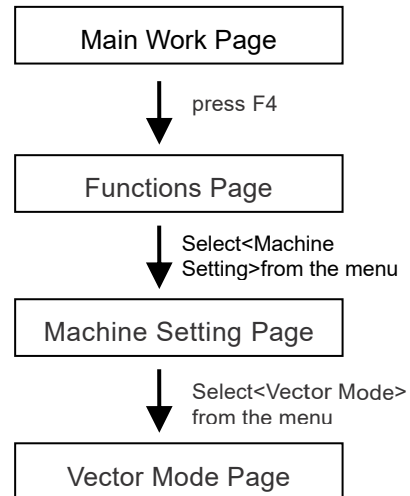 Main Work Page
press F4
Functions Page
Select<Machine
Setting>from the menu
Machine Setting Page
Select<Vector Mode>
from the menu
Vector Mode Page